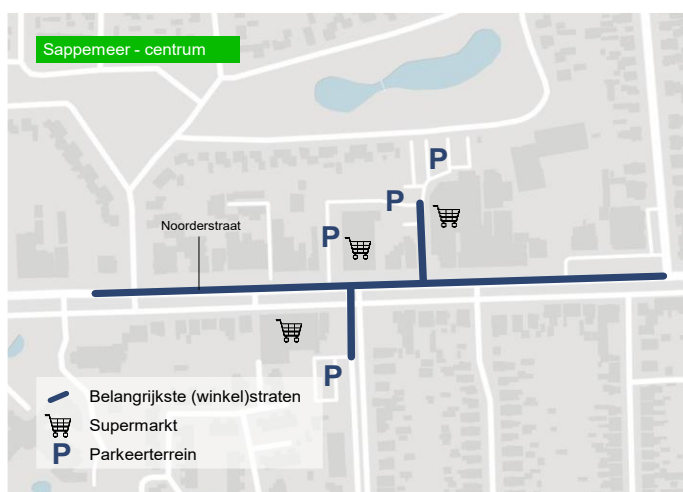 Sappemeer - centrum
P
P
P
Noorderstraat
P
Belangrijkste (winkel)straten
Supermarkt
P Parkeerterrein